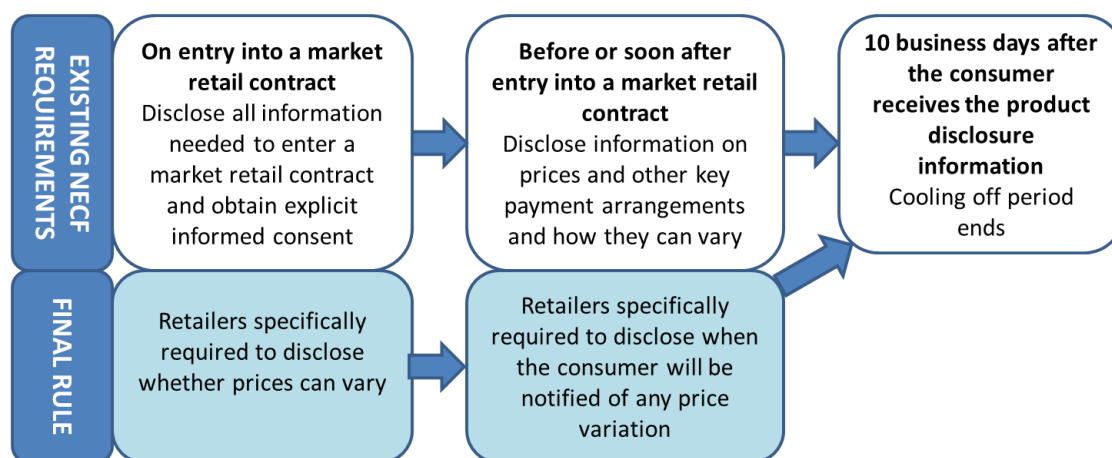 EXISTING NECF
REQUIREMENTS
On entry into a market
retail contract
Disclose all information
needed to enter a
market retail contract
and obtain explicit
informed consent
Before or soon after
entry into a market retail
contract
Disclose information on
prices and other key
payment arrangements
and how they can vary
10 business days after
the consumer
receives the product
disclosure
information
Cooling off period
ends
FINAL RULE
Retailers specifically
required to disclose
whether prices can vary
Retailers specifically
required to disclose when
the consumer will be
notified of any price
variation